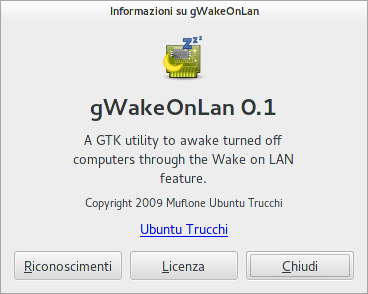 Informazioni su gWakeOnLan
zzz
gWakeOnLan 0.1
A GTK utility to awake turned off
computers through the Wake on LAN
feature.
Copyright 2009 Muflone Ubuntu Trucchi
Ubuntu Trucchi
Riconoscimenti
Licenza
Chiudi